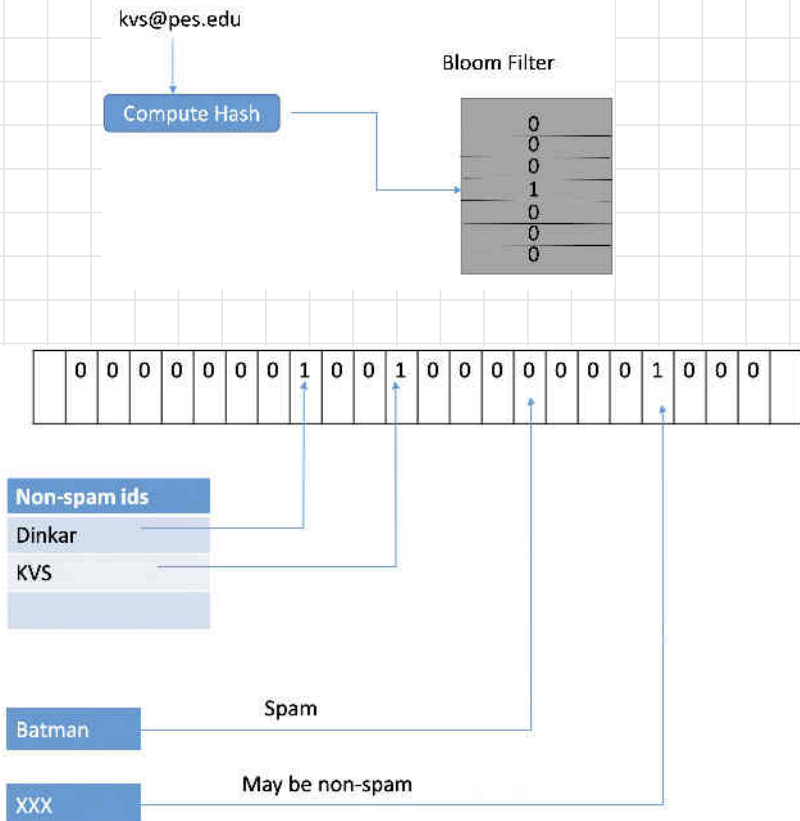 kvs@pes.edu
Bloom Filter
Compute Hash
0
0
0
1
0
0
0
0 0 0 0 0 0 0 1 0 0 1 0 0 0 0 0 0 0 1 0 0 0
Non-spam ids
Dinkar
KVS
Spam
Batman
May be non-spam
XXX